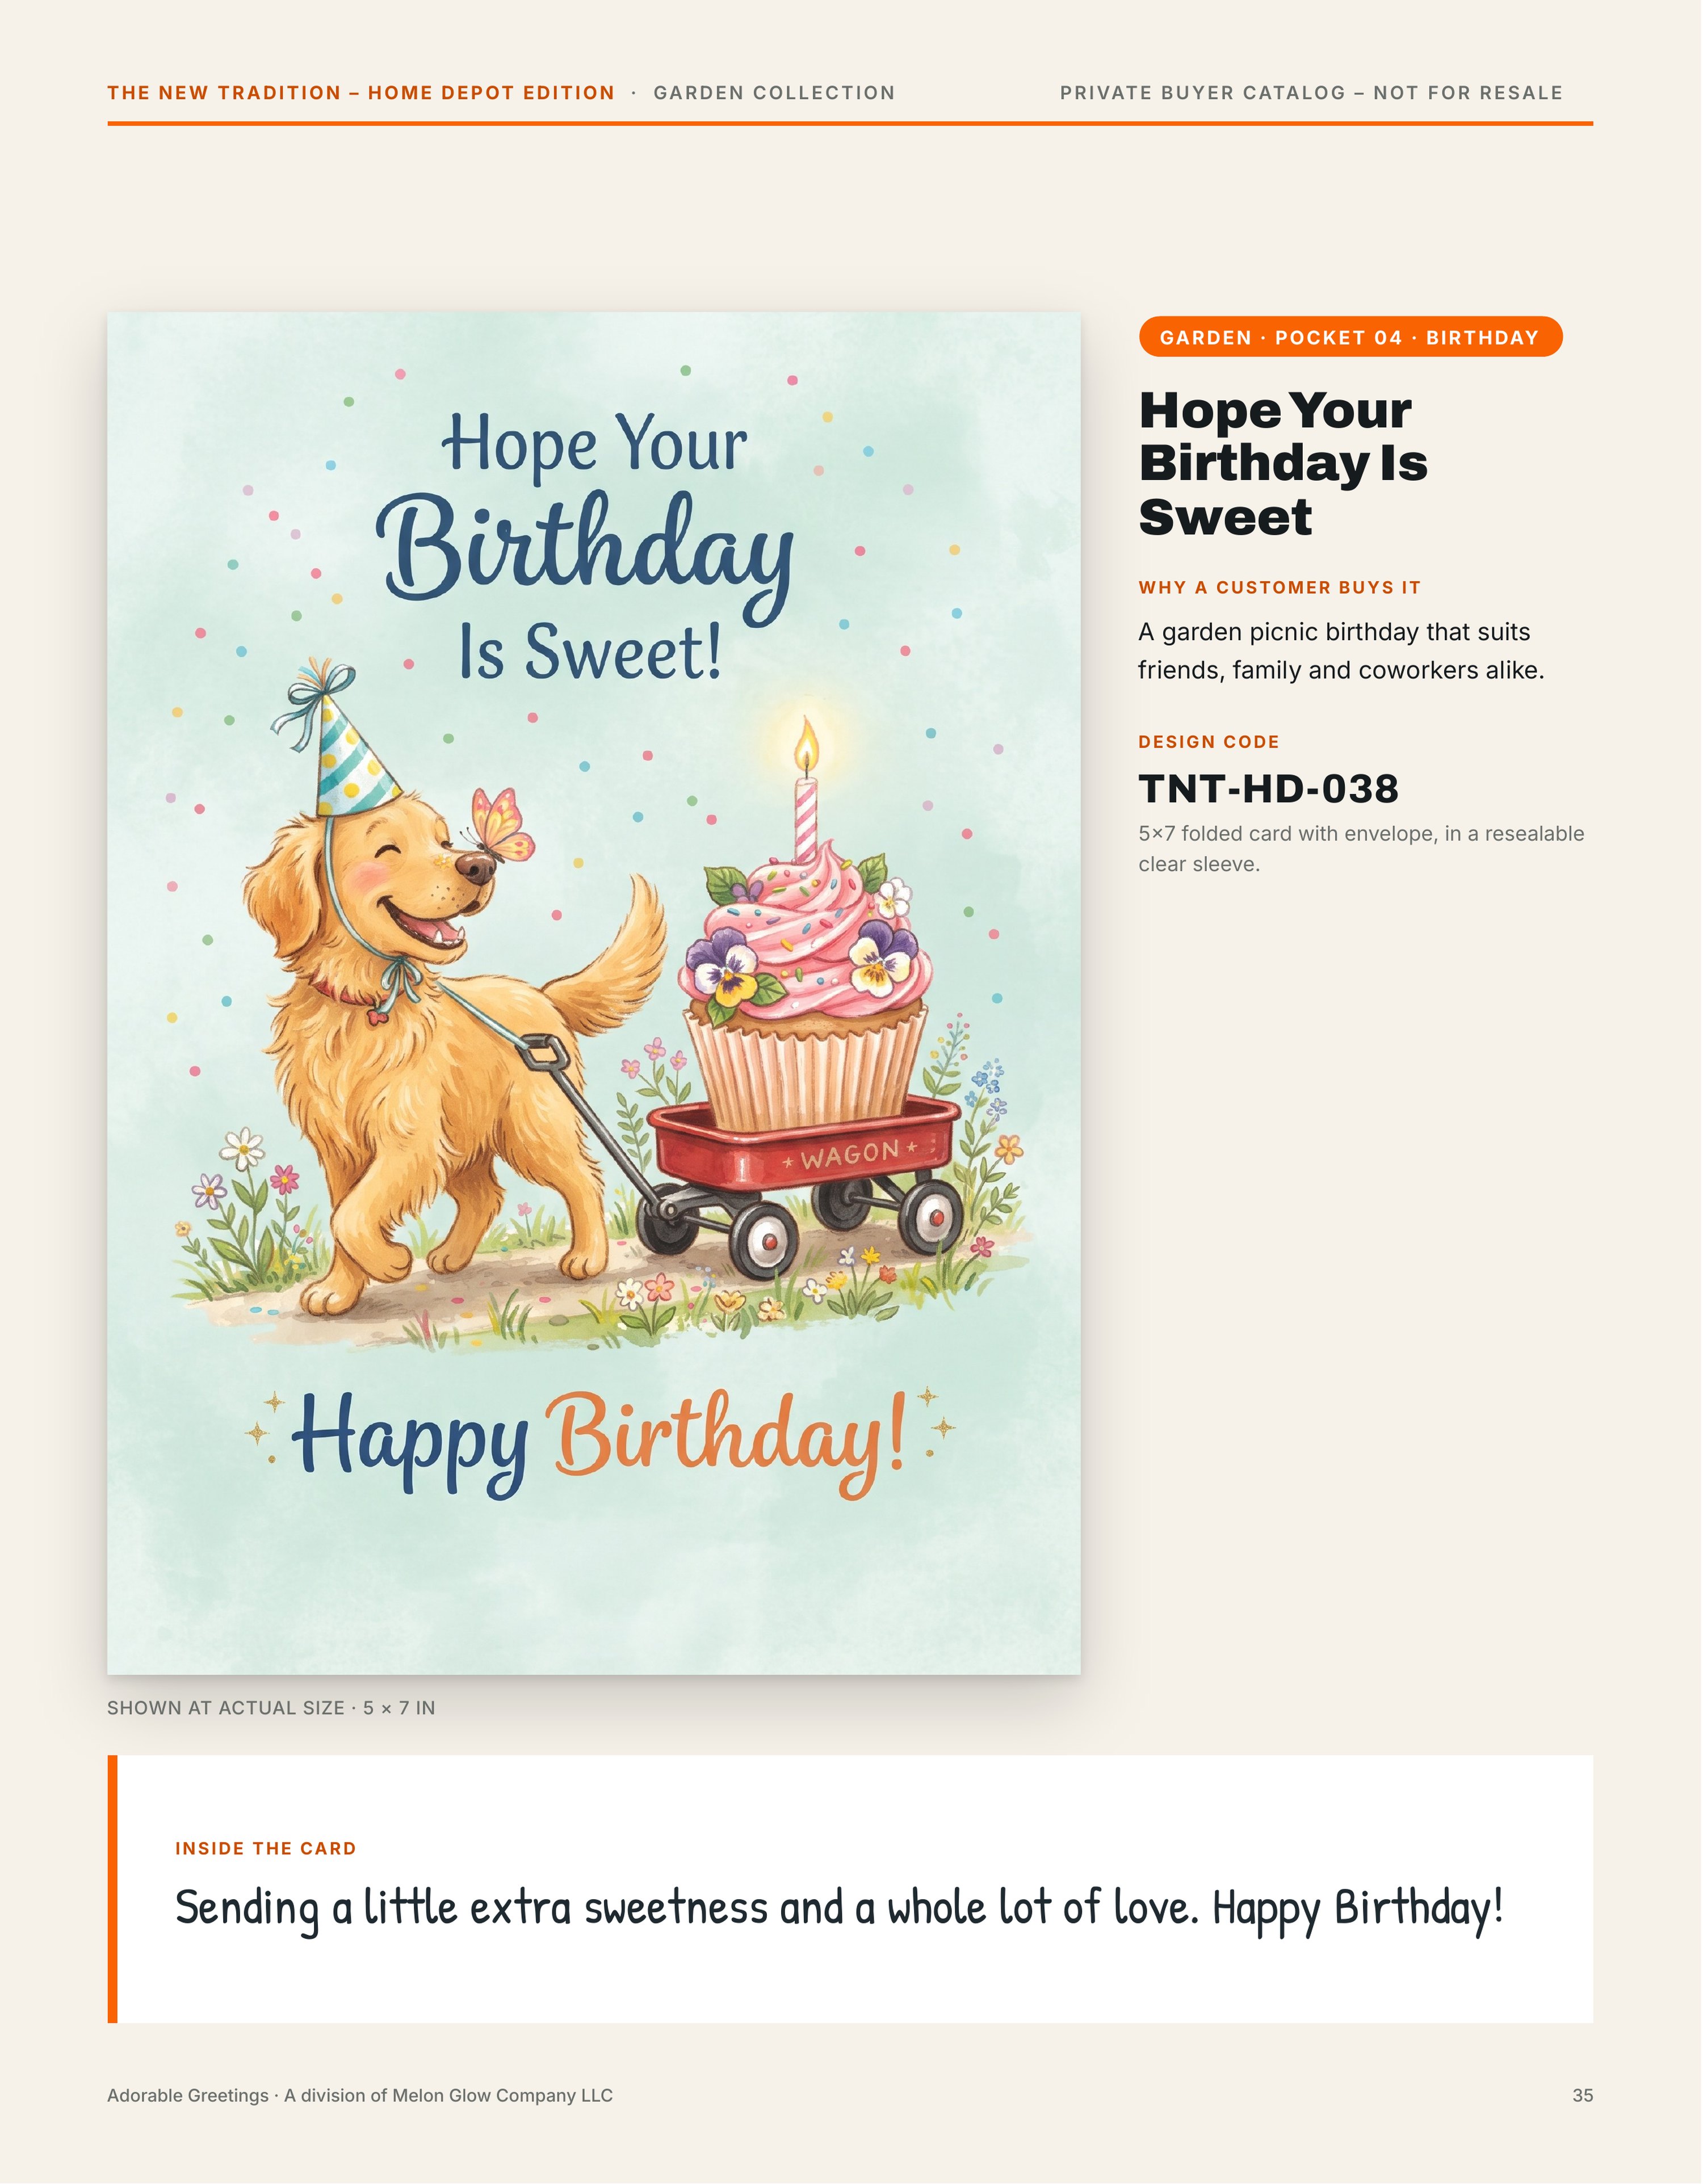 THE NEW TRADITION – HOME DEPOT EDITION · GARDEN COLLECTION
PRIVATE BUYER CATALOG – NOT FOR RESALE
Hope Your
Birthday
Is Sweet!
★ WAGON ★
Happy Birthday!
SHOWN AT ACTUAL SIZE · 5 × 7 IN
GARDEN · POCKET 04 · BIRTHDAY
Hope Your
Birthday Is
Sweet
WHY A CUSTOMER BUYS IT
A garden picnic birthday that suits
friends, family and coworkers alike.
DESIGN CODE
TNT-HD-038
5×7 folded card with envelope, in a resealable
clear sleeve.
INSIDE THE CARD
Sending a little extra sweetness and a whole lot of love. Happy Birthday!
Adorable Greetings · A division of Melon Glow Company LLC
35